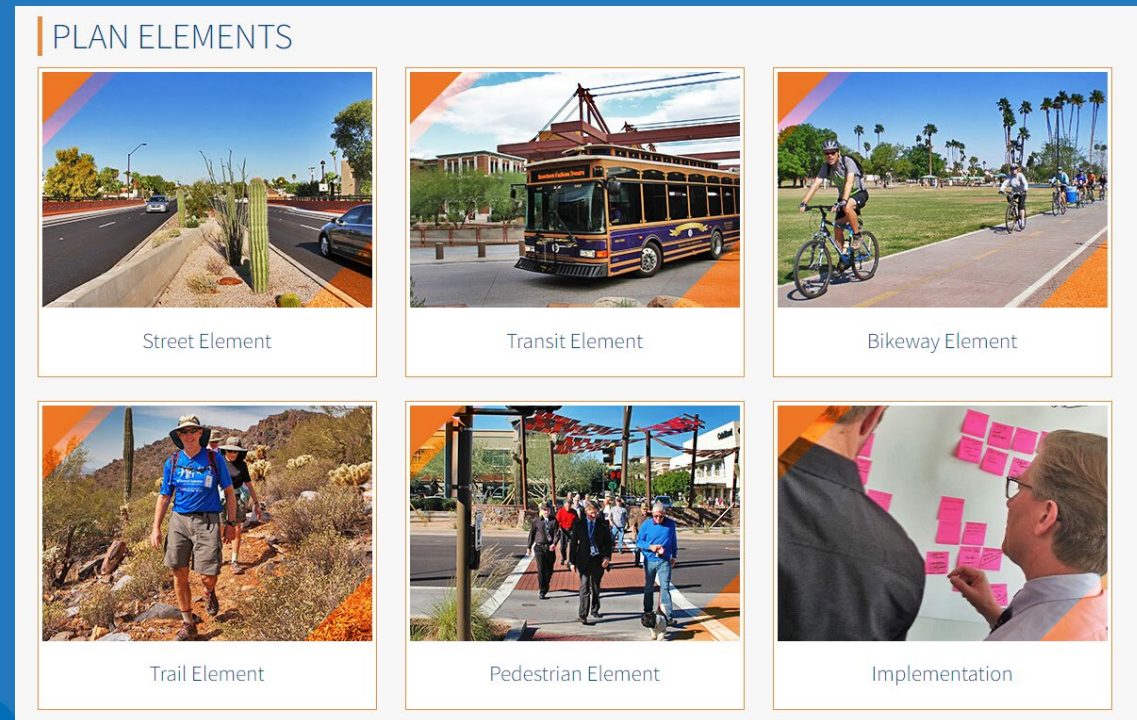 PLAN ELEMENTS
Street Element
Transit Element
Bikeway Element
Trail Element
Pedestrian Element
Implementation